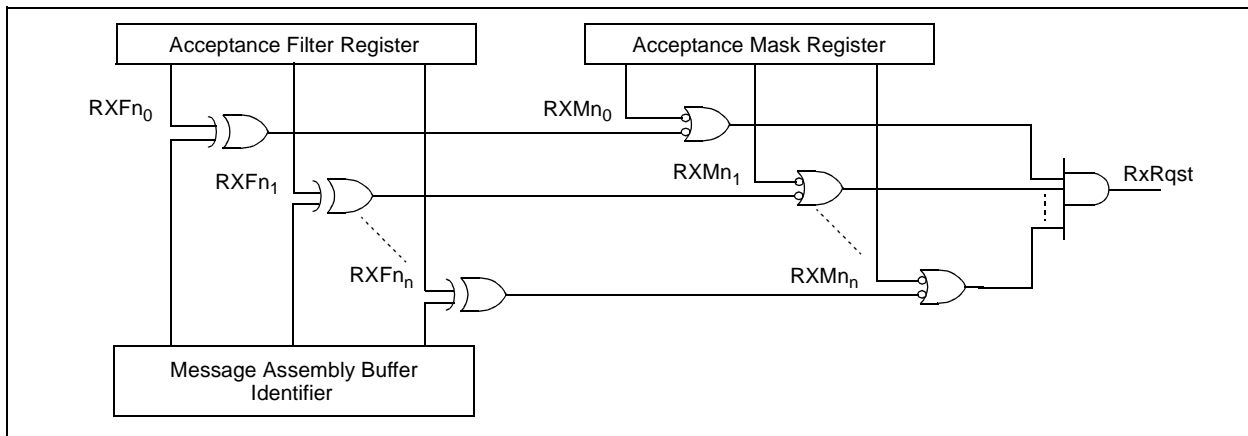 Acceptance Filter Register
Acceptance Mask Register
RXFn0
RXMn0
RXFn1
RXMn1
RxRqst
RXFnn
RXMnn
Message Assembly Buffer
Identifier